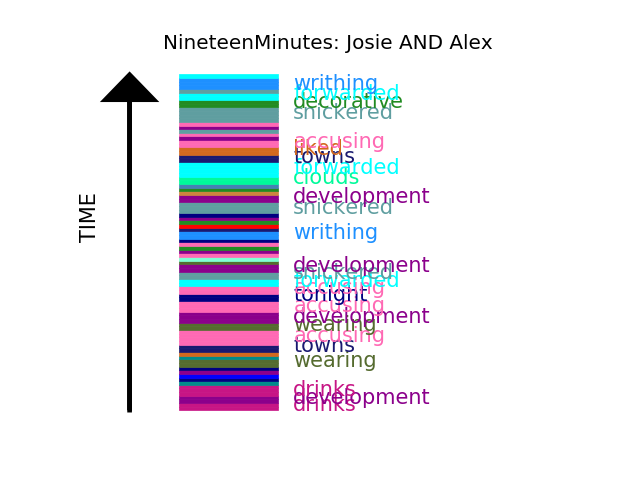 NineteenMinutes: Josie AND Alex
writhing
forwarded
decorative
snickered
accusing
liked
towns
forwarded
clouds
development
snickered
writhing
development
snickered
forwarded
accusing
tonight
accusing
development
wearing
accusing
towns
wearing
drinks
development
drinks
TIME